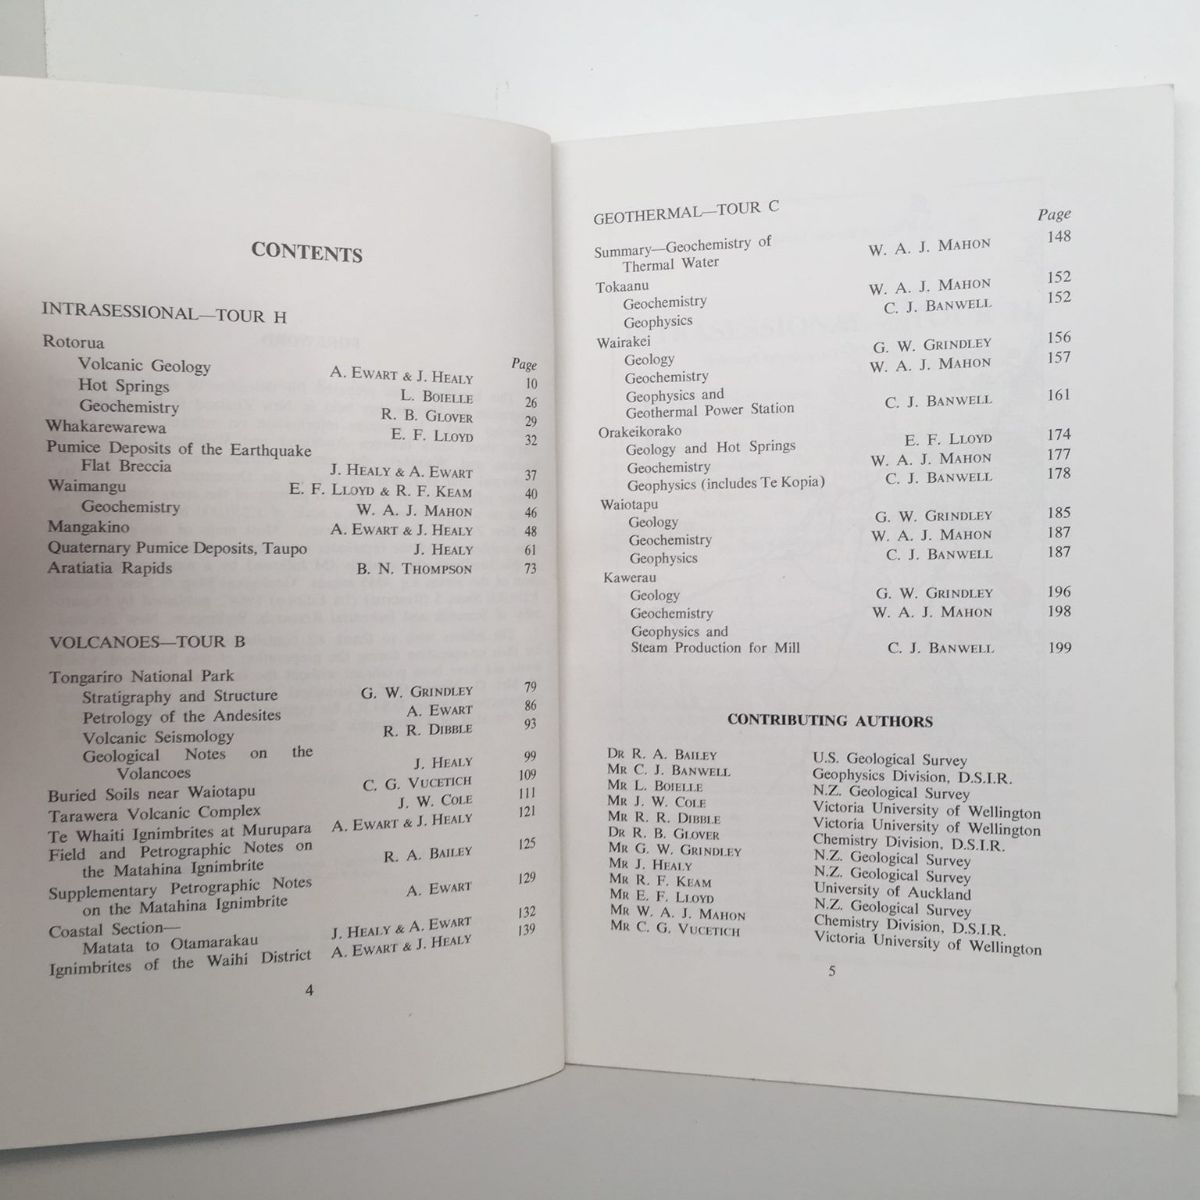 CONTENTS
INTRASESSIONAL—TOUR H
Rotorua Page
Volcanic Geology A. EWART & J. HEALY 10
Hot Springs L. BOIELLE 26
Geochemistry R. B. GLOVER 29
Whakarewarewa E. F. LLOYD 32
Pumice Deposits of the Earthquake
Flat Breccia J. HEALY & A. EWART 37
Waimangu E. F. LLOYD & R. F. KEAM 40
Geochemistry W. A. J. MAHON 46
Mangakino A. EWART & J. HEALY 48
Quaternary Pumice Deposits, Taupo J. HEALY 61
Aratiatia Rapids B. N. THOMPSON 73
VOLCANOES—TOUR B
Tongariro National Park
Stratigraphy and Structure G. W. GRINDLEY 79
Petrology of the Andesites A. EWART 86
Volcanic Seismology R. R. DIBBLE 93
Geological Notes on the
Volancoes J. HEALY 99
Buried Soils near Waiotapu C. G. VUCETICH 109
Tarawera Volcanic Complex J. W. COLE 111
Te Whaiti Ignimbrites at Murupara A. EWART & J. HEALY 121
Field and Petrographic Notes on
the Matahina Ignimbrite R. A. BAILEY 125
Supplementary Petrographic Notes
on the Matahina Ignimbrite A. EWART 129
Coastal Section—
Matata to Otamarakau J. HEALY & A. EWART 132
Ignimbrites of the Waihi District A. EWART & J. HEALY 139
4
GEOTHERMAL—TOUR C
Page
Summary—Geochemistry of
Thermal Water W. A. J. MAHON 148
Tokaanu
Geochemistry W. A. J. MAHON 152
Geophysics C. J. BANWELL 152
Wairakei
Geology G. W. GRINDLEY 156
Geochemistry W. A. J. MAHON 157
Geophysics and
Geothermal Power Station C. J. BANWELL 161
Orakeikorako
Geology and Hot Springs E. F. LLOYD 174
Geochemistry W. A. J. MAHON 177
Geophysics (includes Te Kopia) C. J. BANWELL 178
Waiotapu
Geology G. W. GRINDLEY 185
Geochemistry W. A. J. MAHON 187
Geophysics C. J. BANWELL 187
Kawerau
Geology G. W. GRINDLEY 196
Geochemistry W. A. J. MAHON 198
Geophysics and
Steam Production for Mill C. J. BANWELL 199
CONTRIBUTING AUTHORS
DR R. A. BAILEY U.S. Geological Survey
MR C. J. BANWELL Geophysics Division, D.S.I.R.
MR L. BOIELLE N.Z. Geological Survey
MR J. W. COLE Victoria University of Wellington
MR R. R. DIBBLE Victoria University of Wellington
DR R. B. GLOVER Chemistry Division, D.S.I.R.
MR G. W. GRINDLEY N.Z. Geological Survey
MR J. HEALY N.Z. Geological Survey
MR R. F. KEAM University of Auckland
MR E. F. LLOYD N.Z. Geological Survey
MR W. A. J. MAHON Chemistry Division, D.S.I.R.
MR C. G. VUCETICH Victoria University of Wellington
5